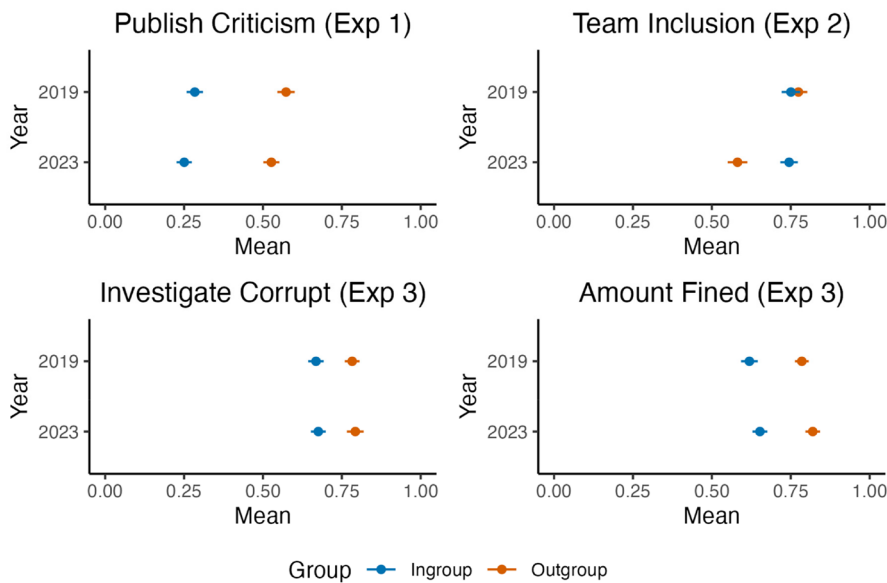 Publish Criticism (Exp 1)
Team Inclusion (Exp 2)
Year
2019
2023
0.00 0.25 0.50 0.75 1.00
Mean
Year
2019
2023
0.00 0.25 0.50 0.75 1.00
Mean
Investigate Corrupt (Exp 3)
Amount Fined (Exp 3)
Year
2019
2023
0.00 0.25 0.50 0.75 1.00
Mean
Year
2019
2023
0.00 0.25 0.50 0.75 1.00
Mean
Group Ingroup Outgroup